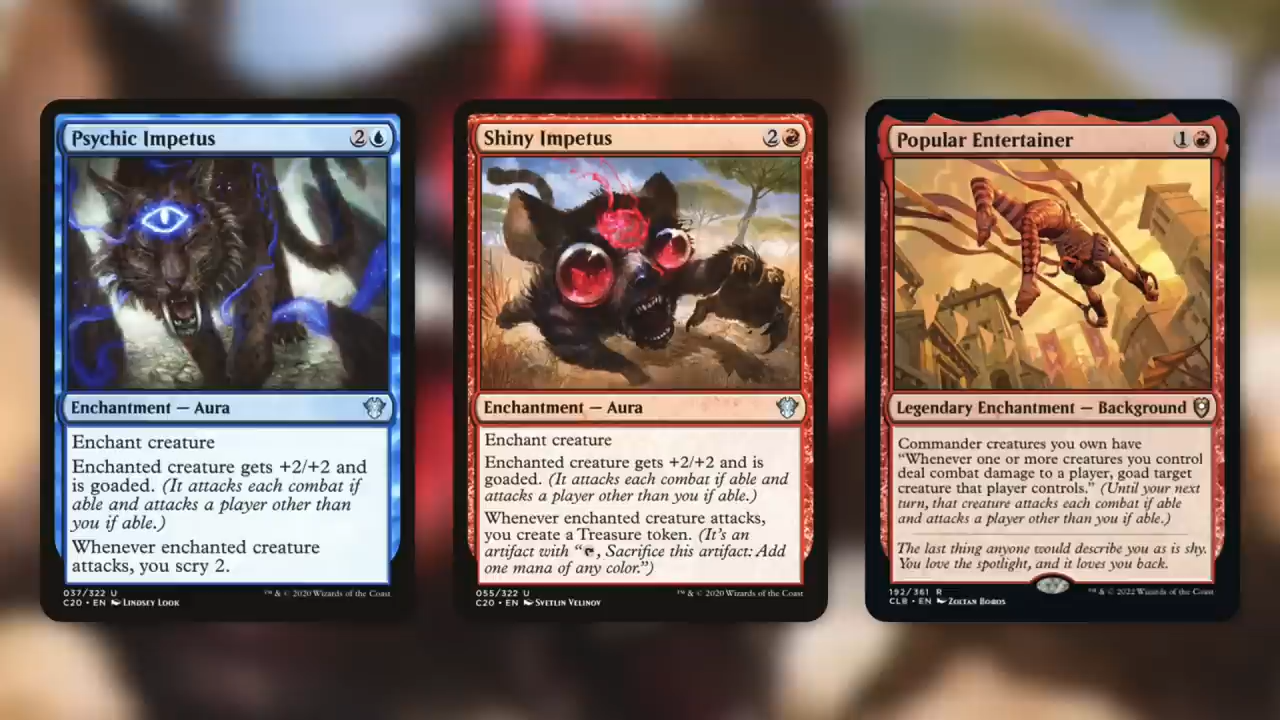 Psychic Impetus 2
Enchantment — Aura
Enchant creature
Enchanted creature gets +2/+2 and
is goaded. (It attacks each combat if
able and attacks a player other than
you if able.)
Whenever enchanted creature
attacks, you scry 2.
037/322 U
C20 • EN Lindsey Look
™ & © 2020 Wizards of the Coast
Shiny Impetus 2
Enchantment — Aura
Enchant creature
Enchanted creature gets +2/+2 and is
goaded. (It attacks each combat if able and
attacks a player other than you if able.)
Whenever enchanted creature attacks,
you create a Treasure token. (It's an
artifact with “, Sacrifice this artifact: Add
one mana of any color.”)
055/322 U
C20 • EN Svetlin Velinov
™ & © 2020 Wizards of the Coast
Popular Entertainer 1
Legendary Enchantment — Background
Commander creatures you own have
“Whenever one or more creatures you control
deal combat damage to a player, goad target
creature that player controls.” (Until your next
turn, that creature attacks each combat if able
and attacks a player other than you if able.)
The last thing anyone would describe you as is shy.
You love the spotlight, and it loves you back.
192/361 R
CLB • EN Zoltan Boros
™ & © 2022 Wizards of the Coast